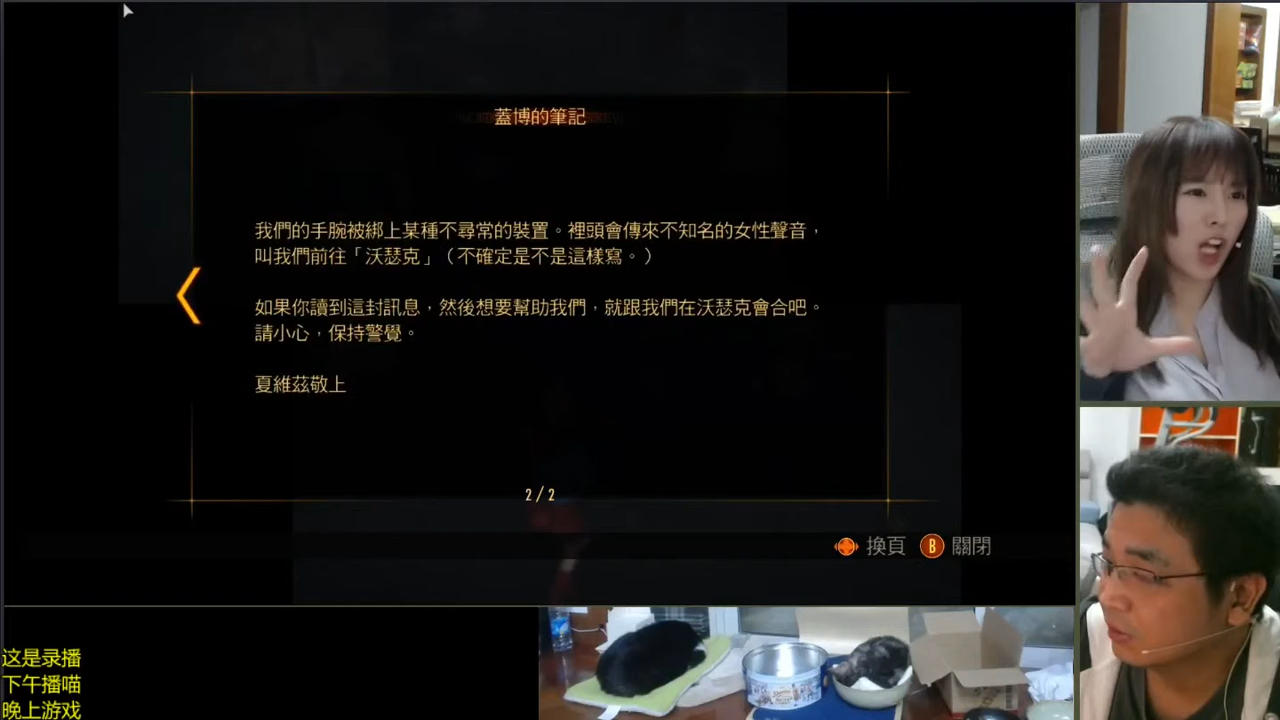 蓋博的筆記
我們的手腕被綁上某種不尋常的裝置。裡頭會傳來不知名的女性聲音，
叫我們前往「沃瑟克」（不確定是不是這樣寫。）
如果你讀到這封訊息，然後想要幫助我們，就跟我們在沃瑟克會合吧。
請小心，保持警覺。
夏維茲敬上
2/2
換頁 B 關閉
这是录播
下午播喵
晚上游戏